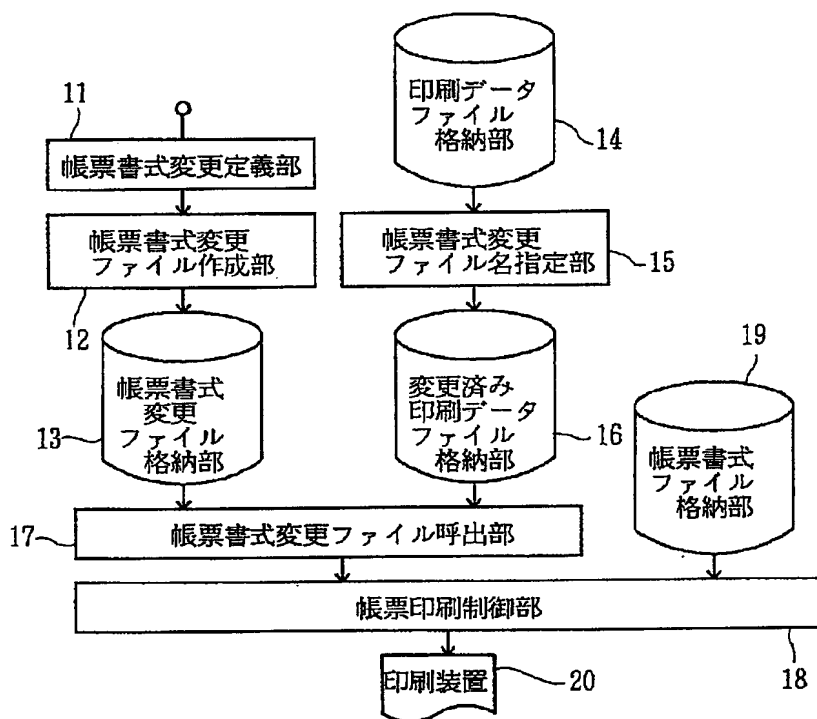 11
帳票書式変更定義部
帳票書式変更
ファイル作成部
12
帳票書式
変更
ファイル
格納部
13
印刷データ
ファイル
格納部
14
帳票書式変更
ファイル名指定部
15
変更済み
印刷データ
ファイル
格納部
16
19
帳票書式
ファイル
格納部
17
帳票書式変更ファイル呼出部
帳票印刷制御部
18
印刷装置
20